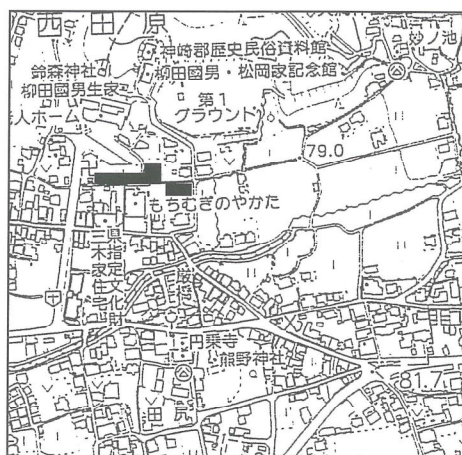 西田原
神崎郡歴史民俗資料館
妙ノ池
鈴森神社
柳田國男・松岡家記念館
柳田國男生家
第1
グラウンド
人ホーム
79.0
もちむぎのやかた
県指定文化財
三木家住宅
円乗寺
熊野神社
81.7
田尻